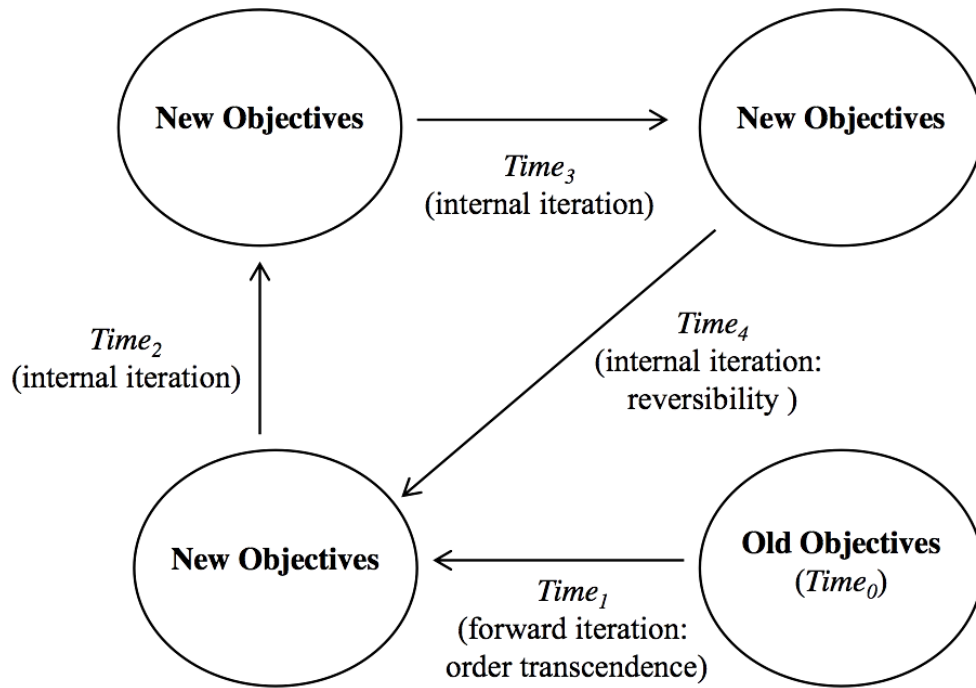 New Objectives
New Objectives
Time₃
(internal iteration)
Time₂
(internal iteration)
Time₄
(internal iteration:
reversibility )
New Objectives
Old Objectives
(Time₀)
Time₁
(forward iteration:
order transcendence)